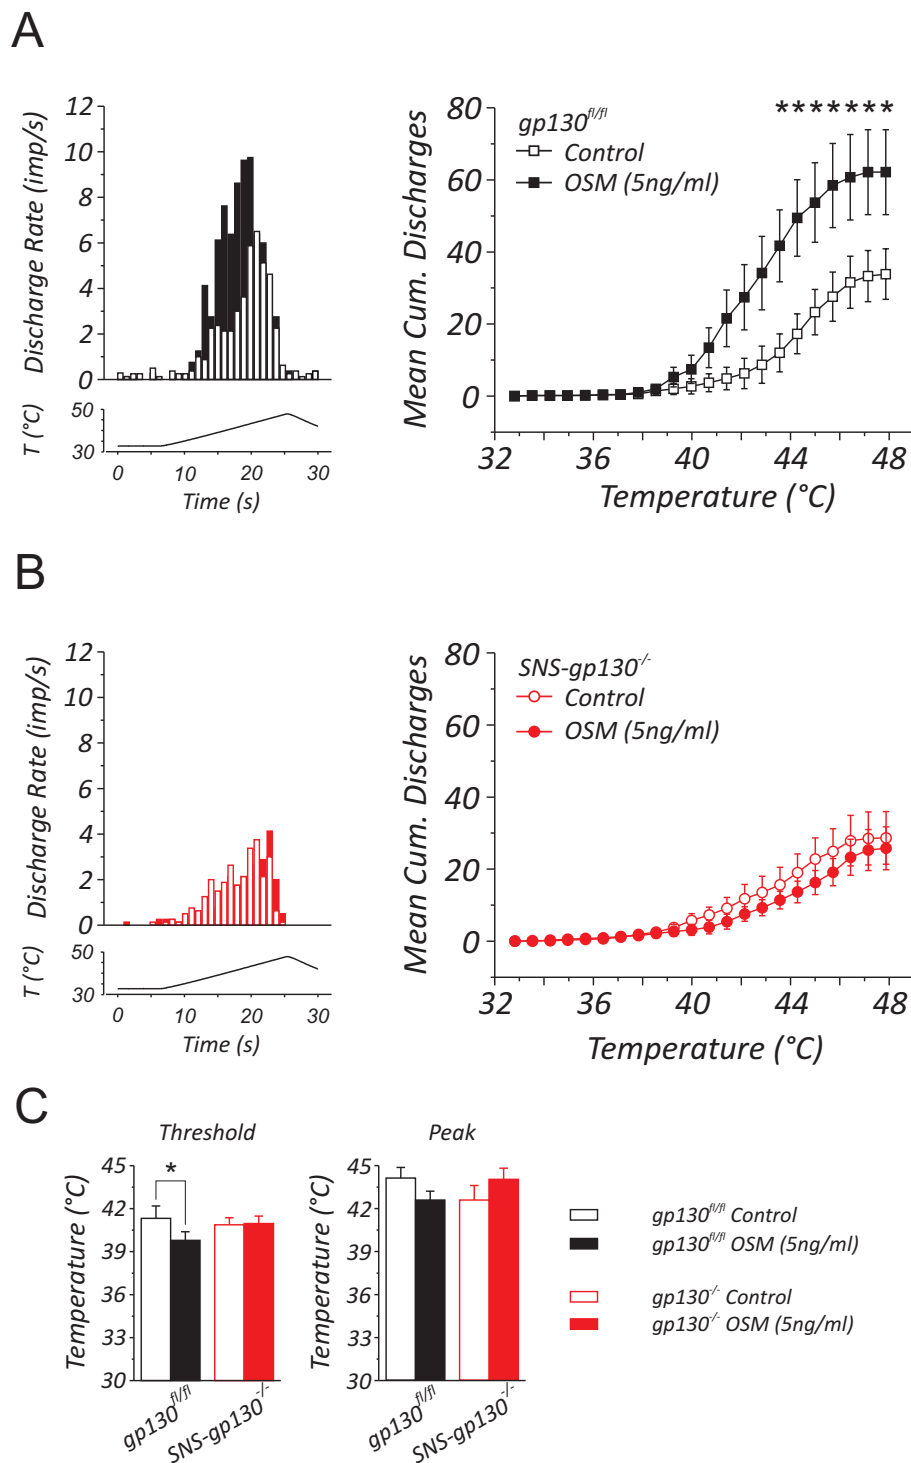 A
12
10
8
6
4
2
0
Discharge Rate (imp/s)
50
30
T (°C)
0 10 20 30
Time (s)
80
60
40
20
0
Mean Cum. Discharges
*******
gp130fl/fl
Control
OSM (5ng/ml)
32 36 40 44 48
Temperature (°C)
B
12
10
8
6
4
2
0
Discharge Rate (imp/s)
50
30
T (°C)
0 10 20 30
Time (s)
80
60
40
20
0
Mean Cum. Discharges
SNS-gp130-/-
Control
OSM (5ng/ml)
32 36 40 44 48
Temperature (°C)
C
Threshold
45
42
39
36
33
30
Temperature (°C)
*
gp130fl/fl
SNS-gp130-/-
Peak
45
42
39
36
33
30
Temperature (°C)
gp130fl/fl
SNS-gp130-/-
gp130fl/fl Control
gp130fl/fl OSM (5ng/ml)
gp130-/- Control
gp130-/- OSM (5ng/ml)